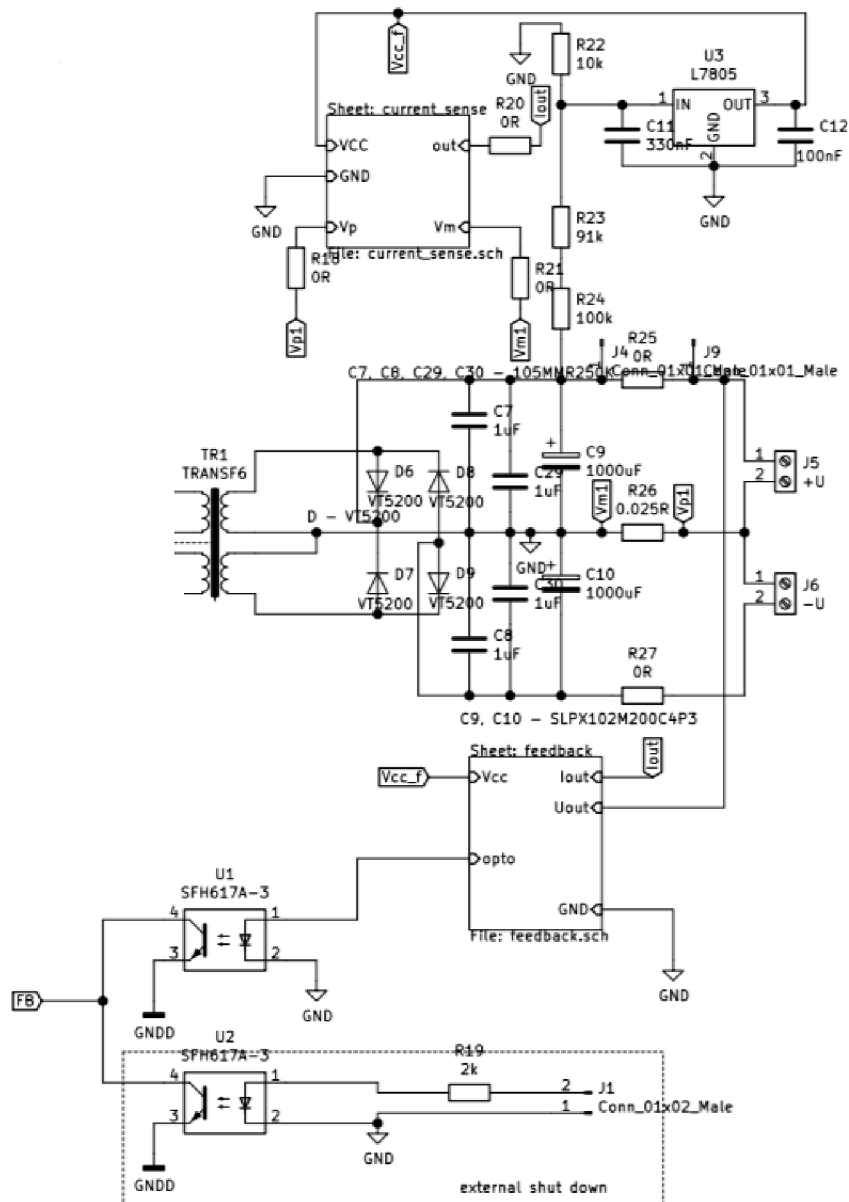 Vcc_f
R22
10k
GND
U3
L7805
1
IN
OUT
3
GND
2
C11
330nF
C12
100nF
GND
Sheet: current_sense
R20
0R
Iout
VCC
out
GND
GND
Vp
Vm
File: current_sense.sch
R18
0R
R21
0R
Vp1
Vm1
R23
91k
R24
100k
R25
0R
J4
J9
C7, C8, C29, C30 - 105MMR250K
Conn_01x01_Male
Conn_01x01_Male
C7
1uF
TR1
TRANSF6
D6
VT5200
D8
VT5200
C29
1uF
+
C9
1000uF
1
2
J5
+U
D - VT5200
Vm1
R26
0.025R
Vp1
GND
D7
VT5200
D9
VT5200
C30
1uF
+
C10
1000uF
1
2
J6
-U
C8
1uF
R27
0R
C9, C10 - SLPX102M200C4P3
Sheet: feedback
Vcc_f
Vcc
Iout
Iout
Uout
opto
GND
File: feedback.sch
GND
U1
SFH617A-3
4
1
3
2
FB
GNDD
GND
U2
SFH617A-3
4
1
3
2
R19
2k
2
1
J1
Conn_01x02_Male
GND
GNDD
external shut down